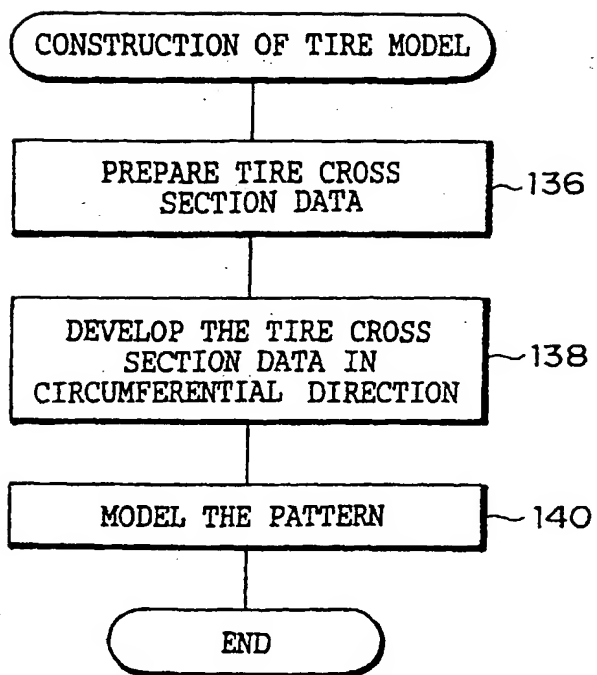 CONSTRUCTION OF TIRE MODEL
PREPARE TIRE CROSS
SECTION DATA
136
DEVELOP THE TIRE CROSS
SECTION DATA IN
CIRCUMFERENTIAL DIRECTION
138
MODEL THE PATTERN
140
END